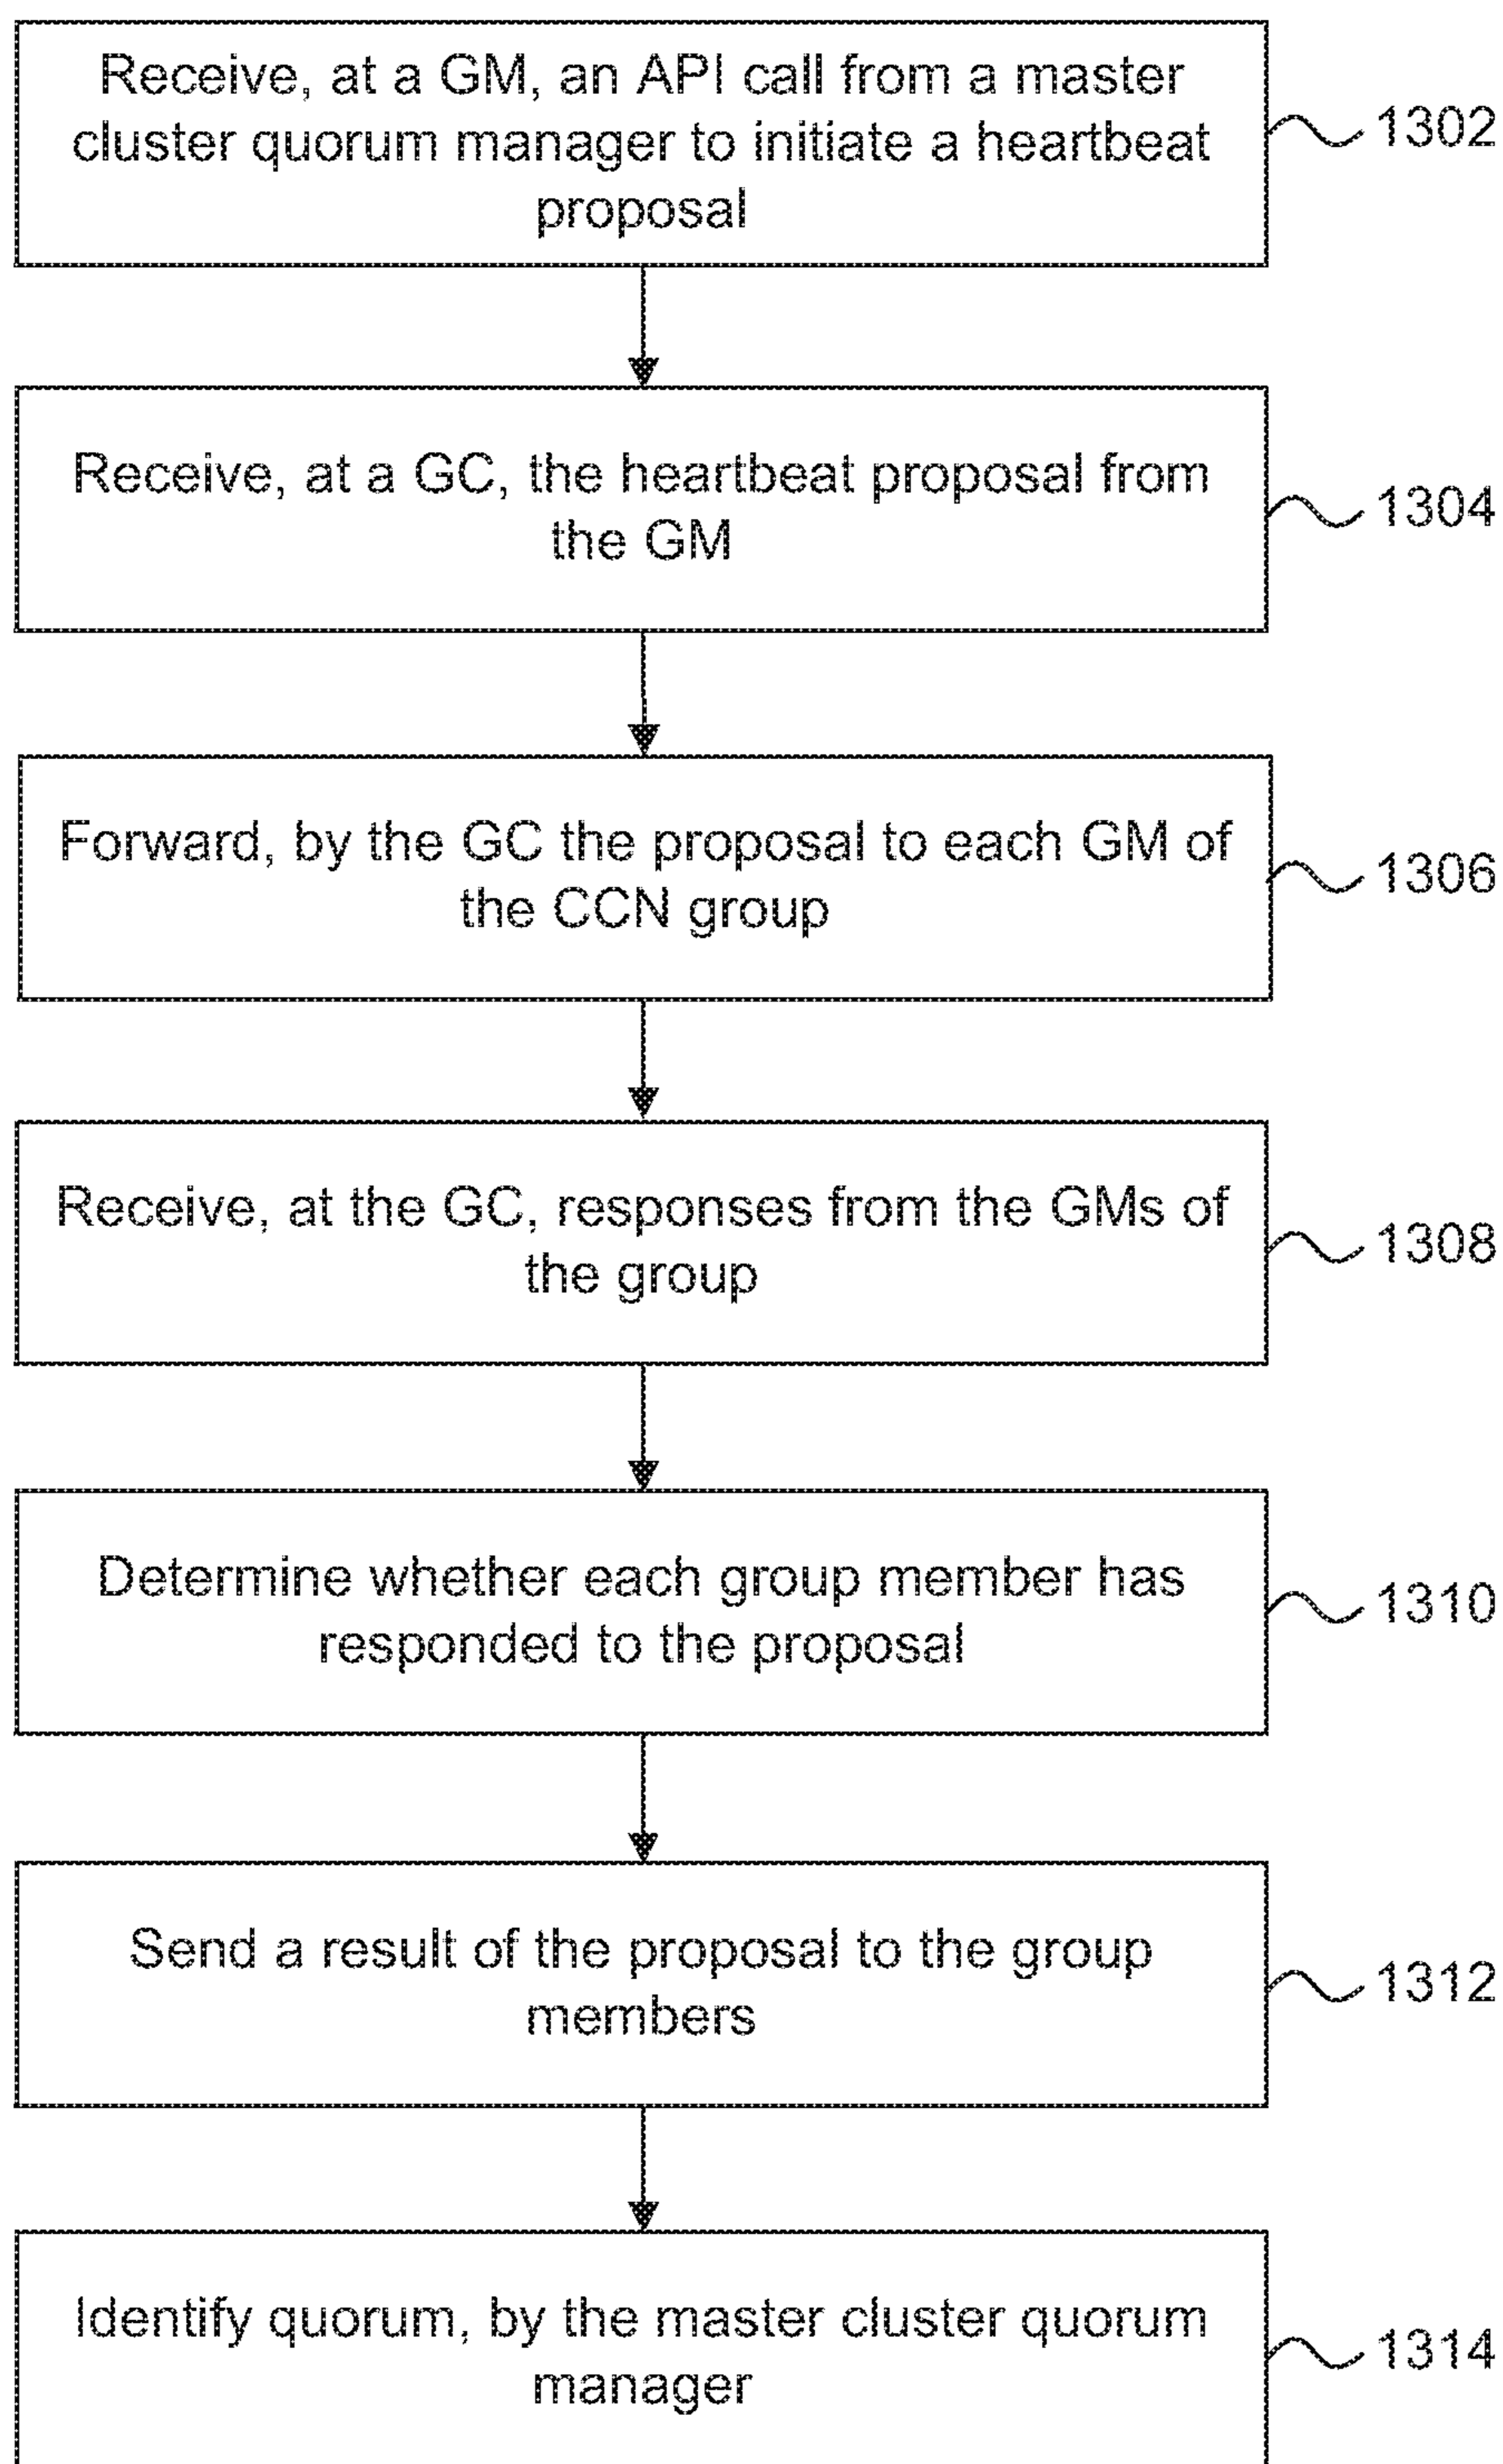 Receive, at a GM, an API call from a master
cluster quorum manager to initiate a heartbeat
proposal
1302
Receive, at a GC, the heartbeat proposal from
the GM
1304
Forward, by the GC the proposal to each GM of
the CCN group
1306
Receive, at the GC, responses from the GMs of
the group
1308
Determine whether each group member has
responded to the proposal
1310
Send a result of the proposal to the group
members
1312
Identify quorum, by the master cluster quorum
manager
1314